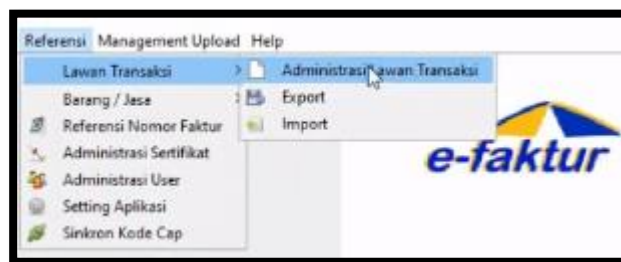 Referensi Management Upload Help
Lawan Transaksi
Administrasi Lawan Transaksi
Barang / Jasa
Export
Referensi Nomor Faktur
Import
Administrasi Sertifikat
Administrasi User
Setting Aplikasi
Sinkron Kode Cap
e-faktur